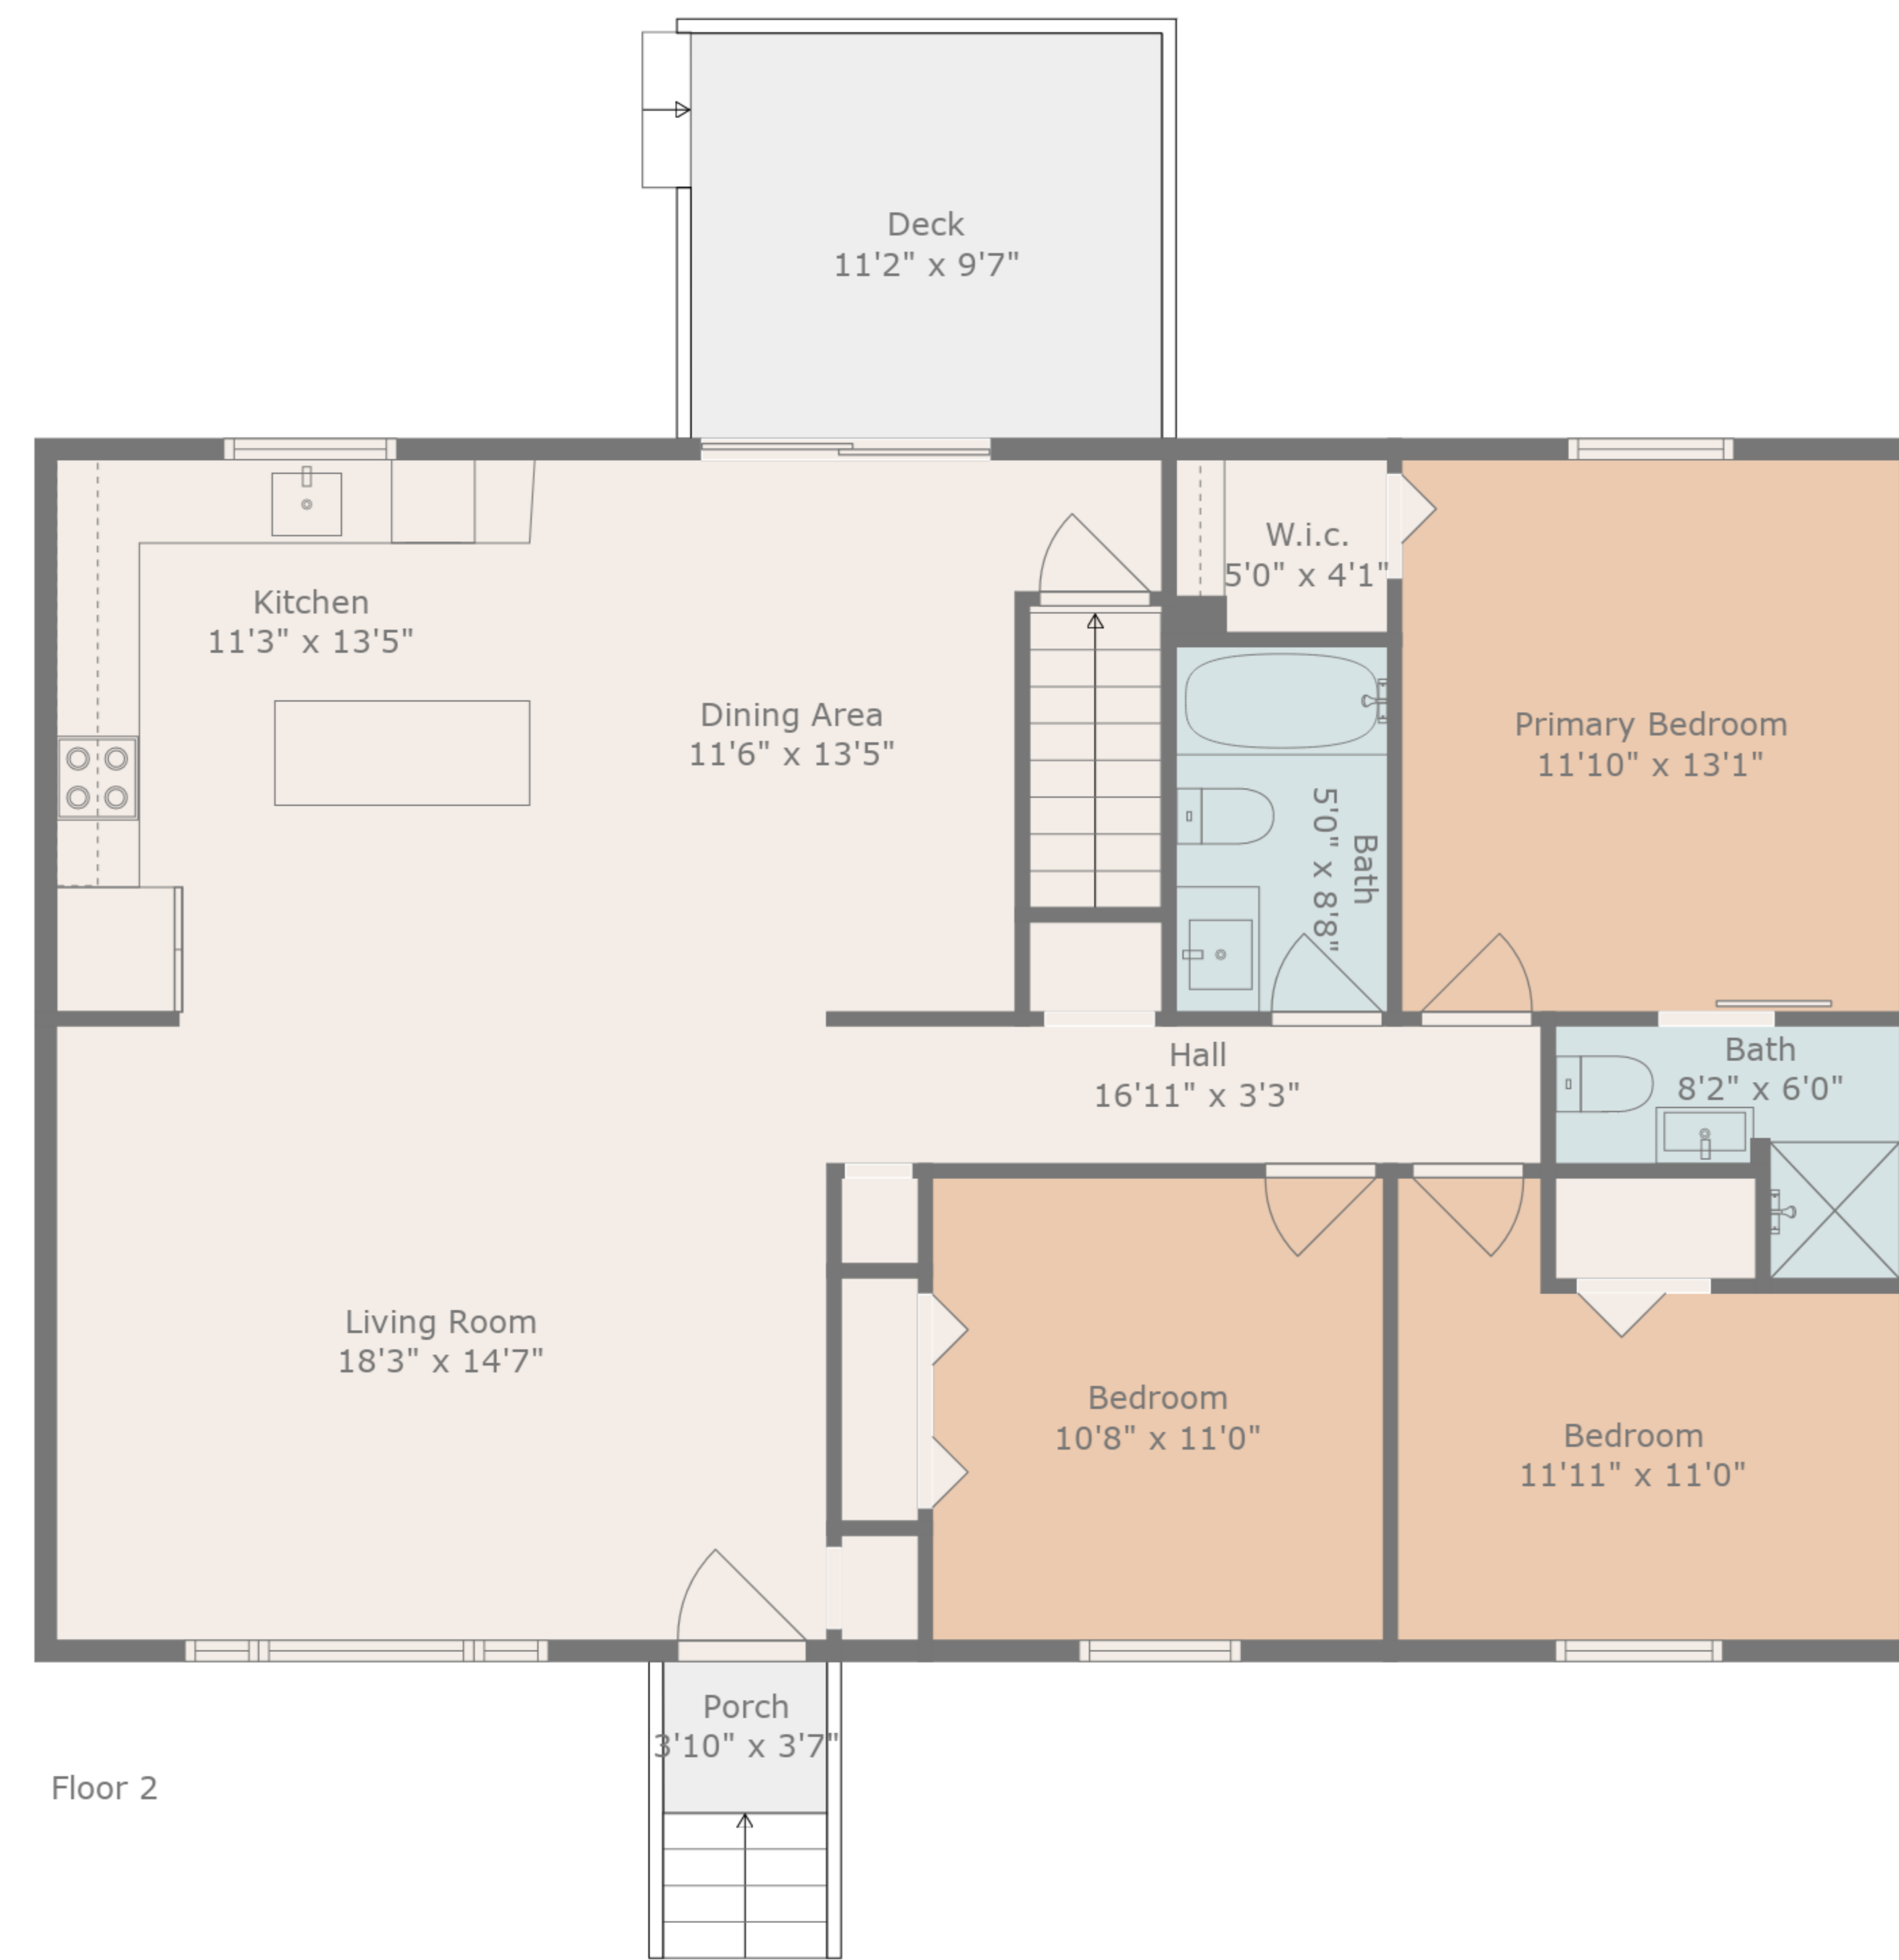 Deck
11'2" x 9'7"
W.i.c.
5'0" x 4'1"
Kitchen
11'3" x 13'5"
Dining Area
11'6" x 13'5"
Primary Bedroom
11'10" x 13'1"
Bath
5'0" x 8'8"
Hall
16'11" x 3'3"
Bath
8'2" x 6'0"
Living Room
18'3" x 14'7"
Bedroom
10'8" x 11'0"
Bedroom
11'11" x 11'0"
Porch
3'10" x 3'7"
Floor 2